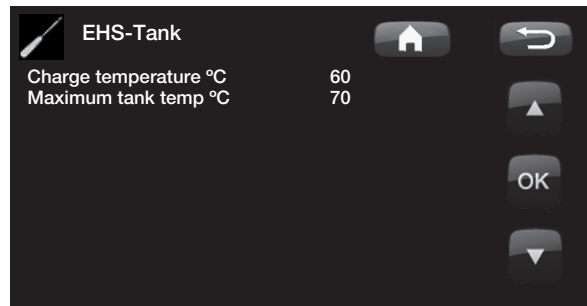 EHS-Tank
Charge temperature ºC 60
Maximum tank temp ºC 70
OK